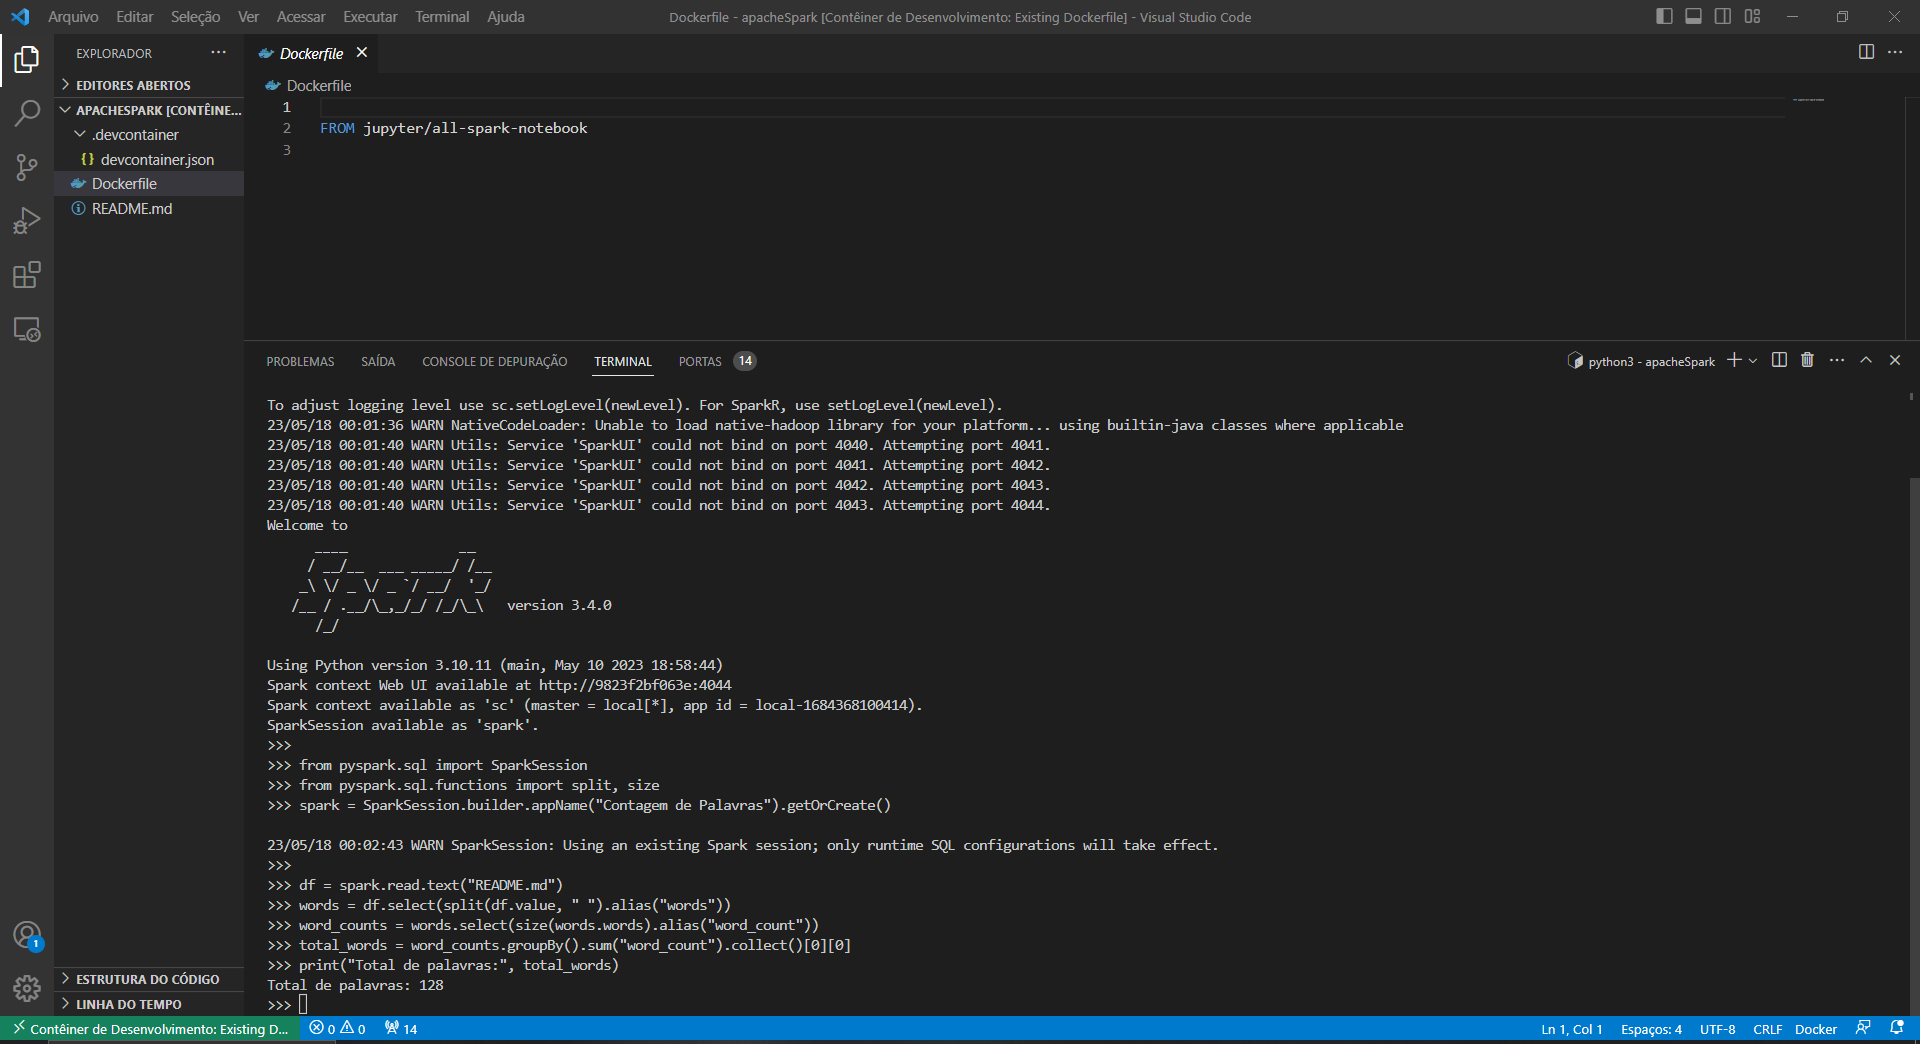 Arquivo Editar Seleção Ver Acessar Executar Terminal Ajuda
Dockerfile - apacheSpark [Contêiner de Desenvolvimento: Existing Dockerfile] - Visual Studio Code
EXPLORADOR
EDITORES ABERTOS
APACHESPARK [CONTÊINE...
.devcontainer
{} devcontainer.json
Dockerfile
README.md
ESTRUTURA DO CÓDIGO
LINHA DO TEMPO
1
Dockerfile
Dockerfile
1
2 FROM jupyter/all-spark-notebook
3
PROBLEMAS SAÍDA CONSOLE DE DEPURAÇÃO TERMINAL PORTAS 14
python3 - apacheSpark
To adjust logging level use sc.setLogLevel(newLevel). For SparkR, use setLogLevel(newLevel).
23/05/18 00:01:36 WARN NativeCodeLoader: Unable to load native-hadoop library for your platform... using builtin-java classes where applicable
23/05/18 00:01:40 WARN Utils: Service 'SparkUI' could not bind on port 4040. Attempting port 4041.
23/05/18 00:01:40 WARN Utils: Service 'SparkUI' could not bind on port 4041. Attempting port 4042.
23/05/18 00:01:40 WARN Utils: Service 'SparkUI' could not bind on port 4042. Attempting port 4043.
23/05/18 00:01:40 WARN Utils: Service 'SparkUI' could not bind on port 4043. Attempting port 4044.
Welcome to
      ____              __
     / __/__  ___ _____/ /__
    _\ \/ _ \/ _ `/ __/  '_/
   /__ / .__/\_,_/_/ /_/\_\   version 3.4.0
      /_/
Using Python version 3.10.11 (main, May 10 2023 18:58:44)
Spark context Web UI available at http://9823f2bf063e:4044
Spark context available as 'sc' (master = local[*], app id = local-1684368100414).
SparkSession available as 'spark'.
>>>
>>> from pyspark.sql import SparkSession
>>> from pyspark.sql.functions import split, size
>>> spark = SparkSession.builder.appName("Contagem de Palavras").getOrCreate()
23/05/18 00:02:43 WARN SparkSession: Using an existing Spark session; only runtime SQL configurations will take effect.
>>>
>>> df = spark.read.text("README.md")
>>> words = df.select(split(df.value, " ").alias("words"))
>>> word_counts = words.select(size(words.words).alias("word_count"))
>>> total_words = word_counts.groupBy().sum("word_count").collect()[0][0]
>>> print("Total de palavras:", total_words)
Total de palavras: 128
>>>
Contêiner de Desenvolvimento: Existing D... 0 0 14
Ln 1, Col 1 Espaços: 4 UTF-8 CRLF Docker